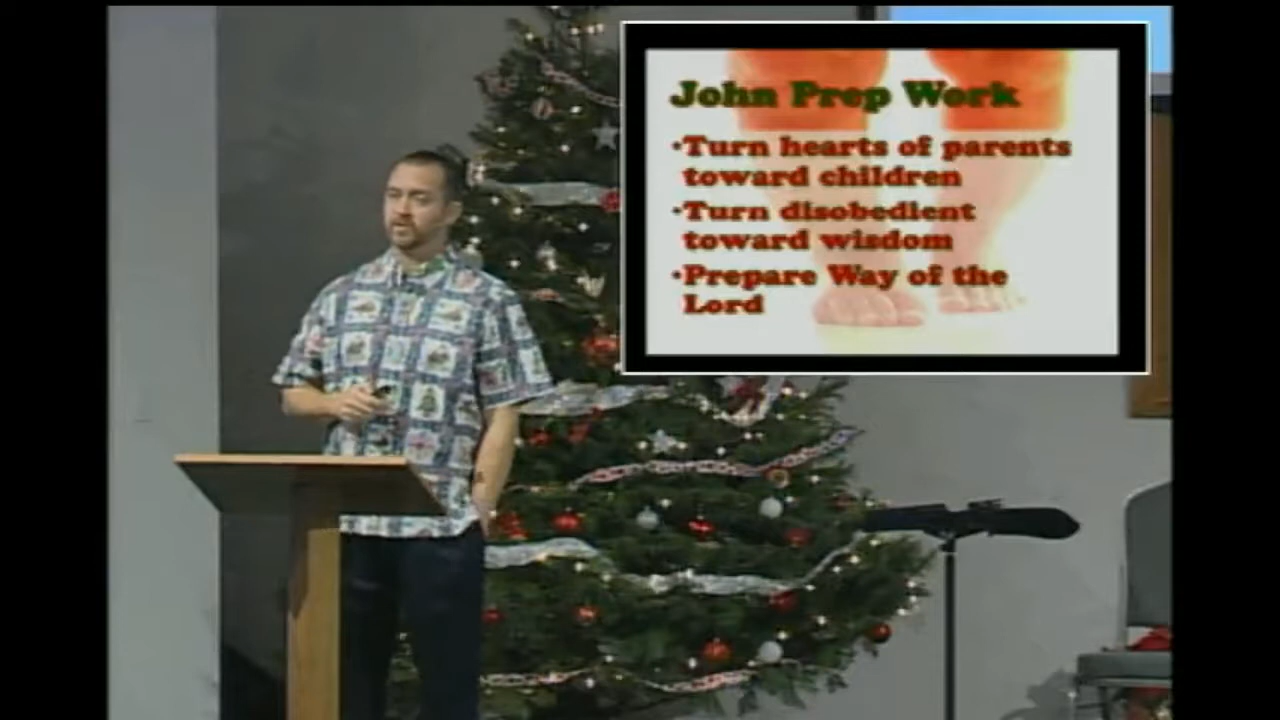 John Prep Work
•Turn hearts of parents
toward children
•Turn disobedient
toward wisdom
•Prepare Way of the
Lord